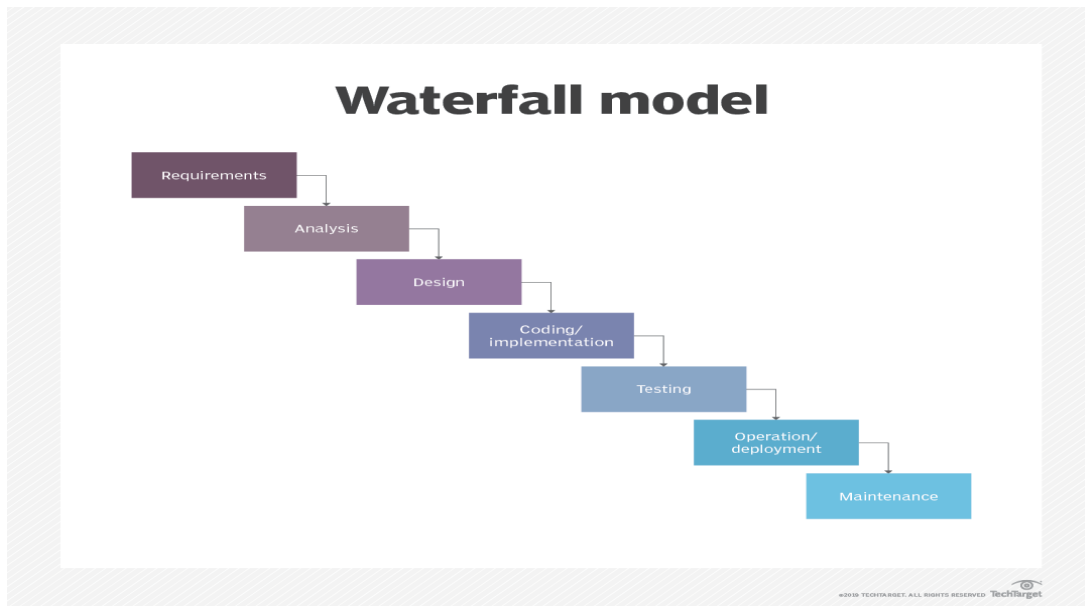 Waterfall model
Requirements
Analysis
Design
Coding/
implementation
Testing
Operation/
deployment
Maintenance
©2019 TECHTARGET. ALL RIGHTS RESERVED TechTarget